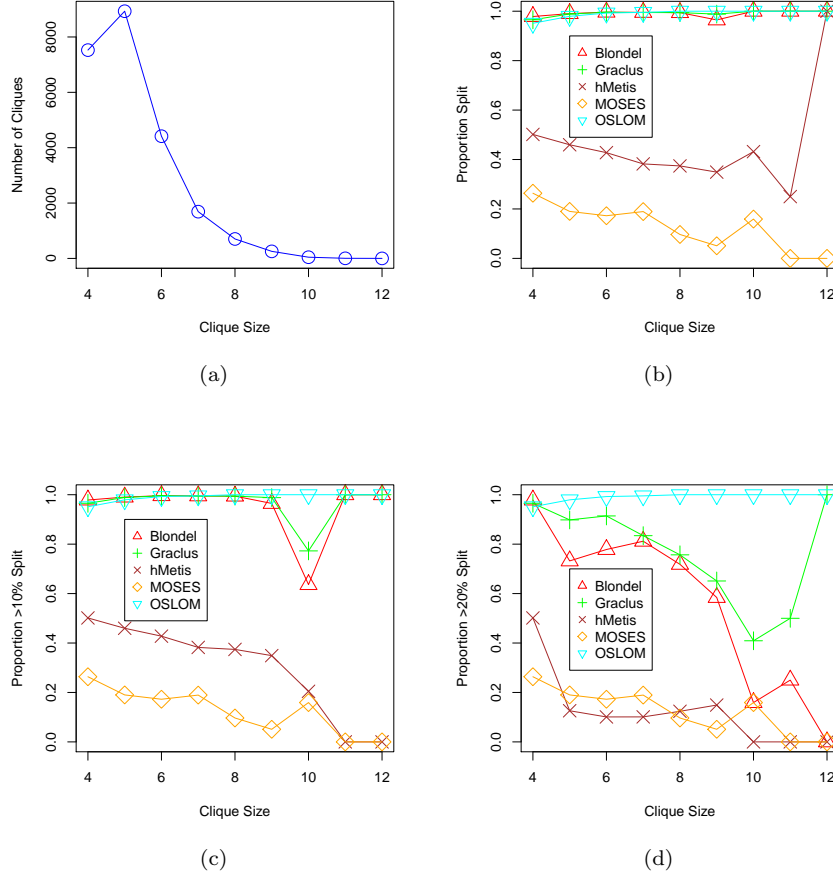 Number of Cliques
8000
6000
4000
2000
0
4 6 8 10 12
Clique Size
(a)
Proportion Split
1.0
0.8
0.6
0.4
0.2
0.0
Blondel
Graclus
hMetis
MOSES
OSLOM
4 6 8 10 12
Clique Size
(b)
Proportion >10% Split
1.0
0.8
0.6
0.4
0.2
0.0
Blondel
Graclus
hMetis
MOSES
OSLOM
4 6 8 10 12
Clique Size
(c)
Proportion >20% Split
1.0
0.8
0.6
0.4
0.2
0.0
Blondel
Graclus
hMetis
MOSES
OSLOM
4 6 8 10 12
Clique Size
(d)